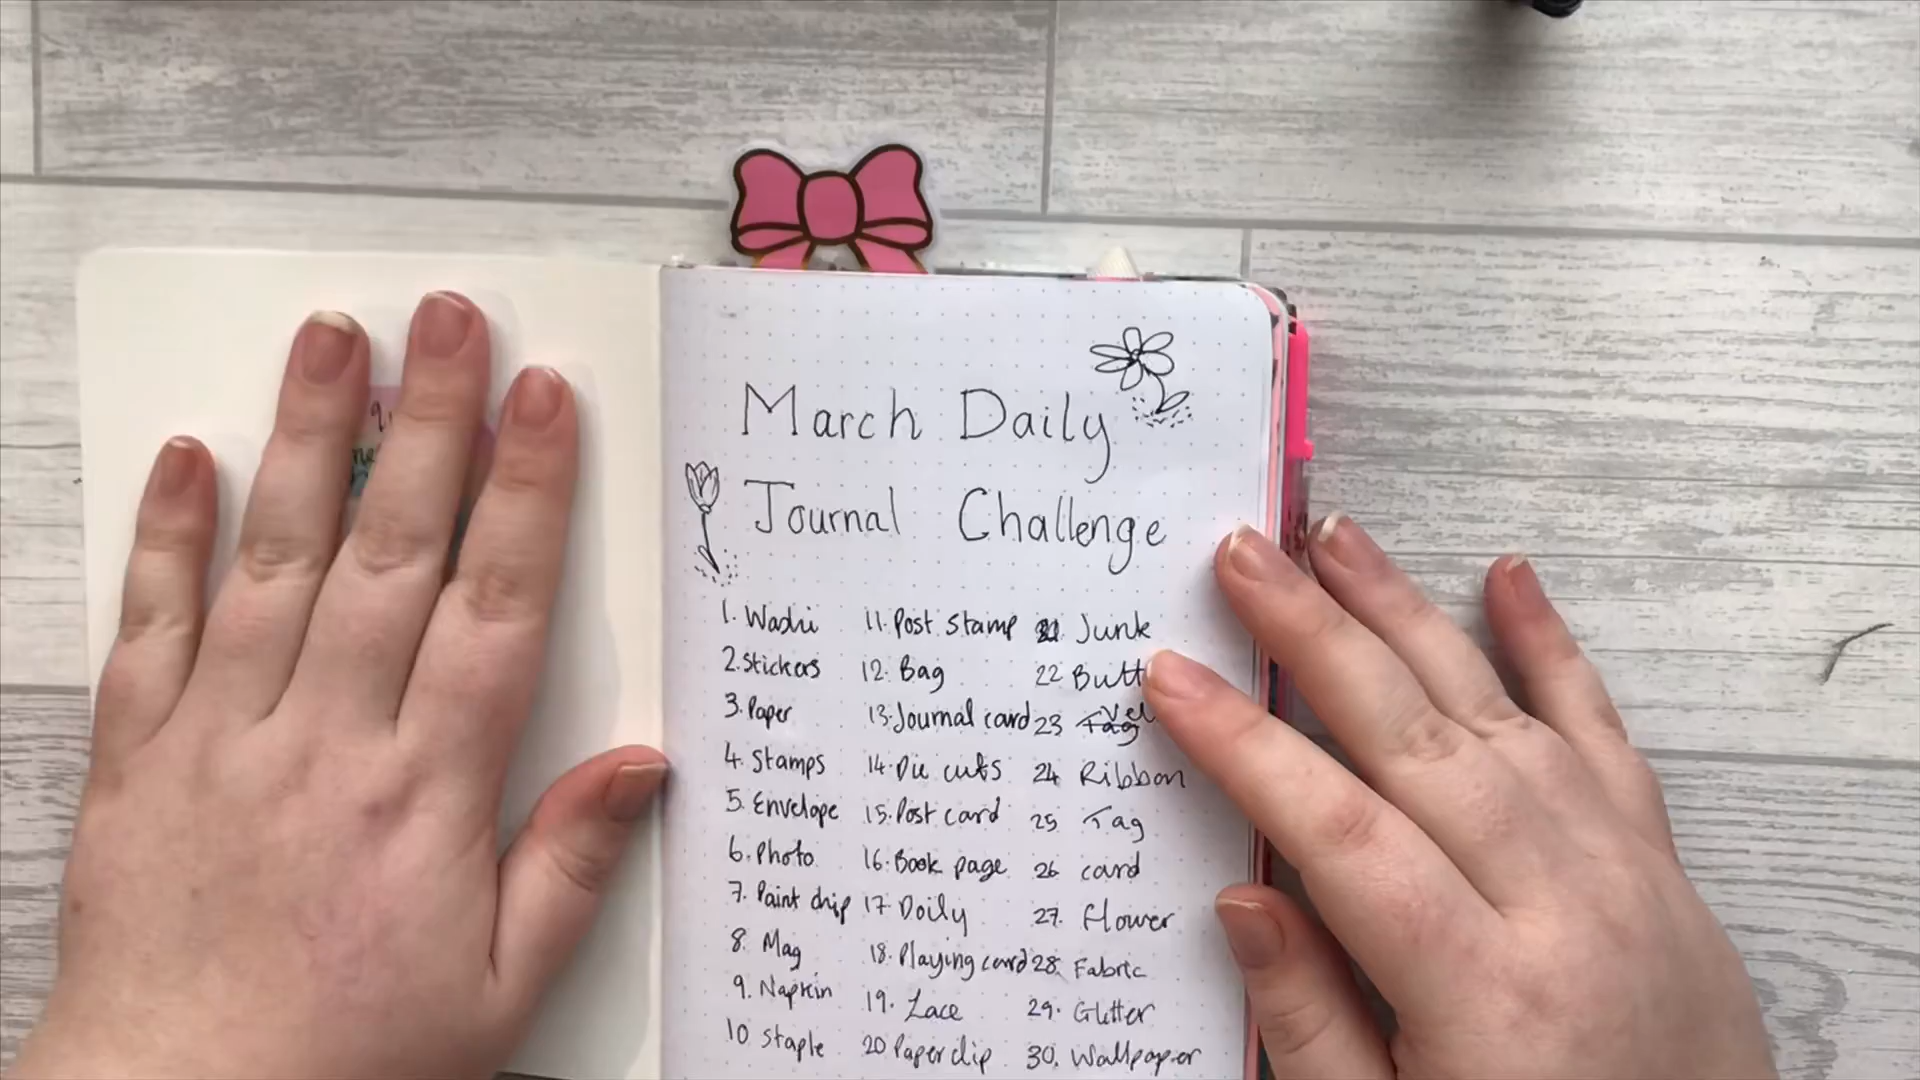 March Daily
Journal Challenge
1. Washi
2. Stickers
3. Paper
4. Stamps
5. Envelope
6. Photo
7. Paint chip
8. Mag
9. Napkin
10 Staple
11. Post Stamp
12. Bag
13. Journal card
14. Die cuts
15. Post card
16. Book page
17 Doily
18. Playing card
19. Lace
20 Paper clip
21. Junk
22 Butt
23 Tag Vel
24 Ribbon
25 Tag
26 card
27. Flower
28. Fabric
29. Glitter
30. Wallpaper